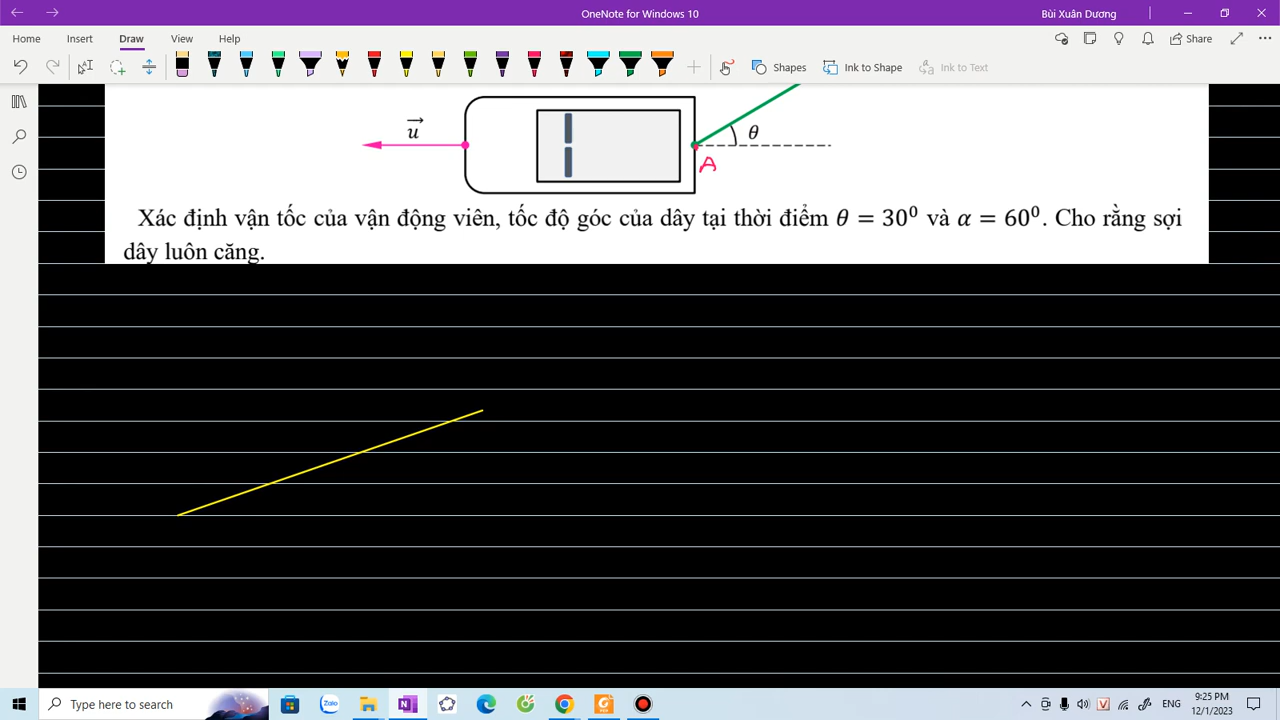 OneNote for Windows 10
Bùi Xuân Dương
Home Insert Draw View Help
Share
Shapes Ink to Shape Ink to Text
u⃗
θ
A
Xác định vận tốc của vận động viên, tốc độ góc của dây tại thời điểm θ = 30⁰ và α = 60⁰. Cho rằng sợi
dây luôn căng.
Type here to search
Zalo
V
ENG
9:25 PM
12/1/2023